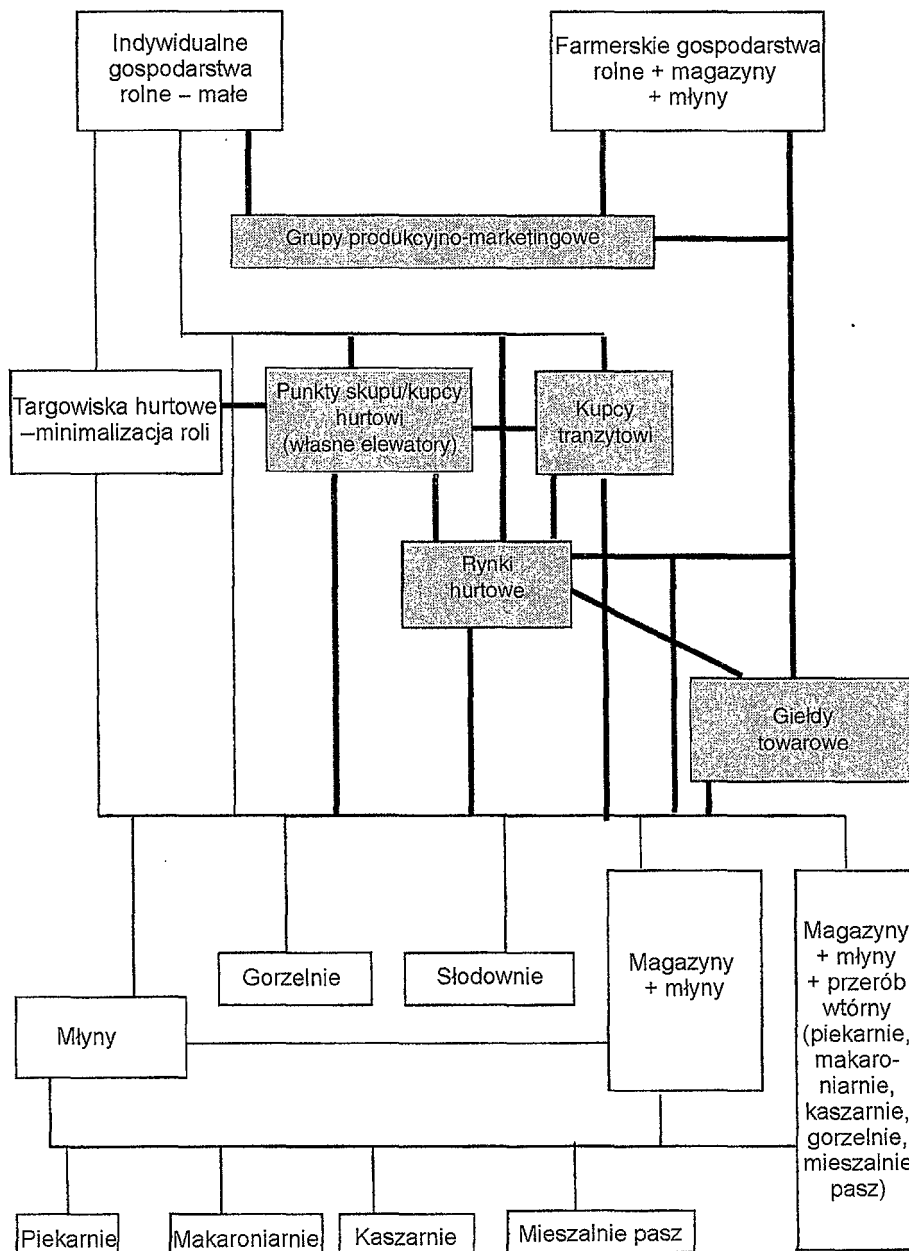 Indywidualne
gospodarstwa
rolne – małe
Farmerskie gospodarstwa
rolne + magazyny
+ młyny
Grupy produkcyjno-marketingowe
Targowiska hurtowe
–minimalizacja roli
Punkty skupu/kupcy
hurtowi
(własne elewatory)
Kupcy
tranzytowi
Rynki
hurtowe
Giełdy
towarowe
Gorzelnie
Słodownie
Magazyny
+ młyny
Magazyny
+ młyny
+ przerób
wtórny
(piekarnie,
makaro-
niarnie,
kaszarnie,
gorzelnie,
mieszalnie
pasz)
Młyny
Piekarnie
Makaroniarnie
Kaszarnie
Mieszalnie pasz